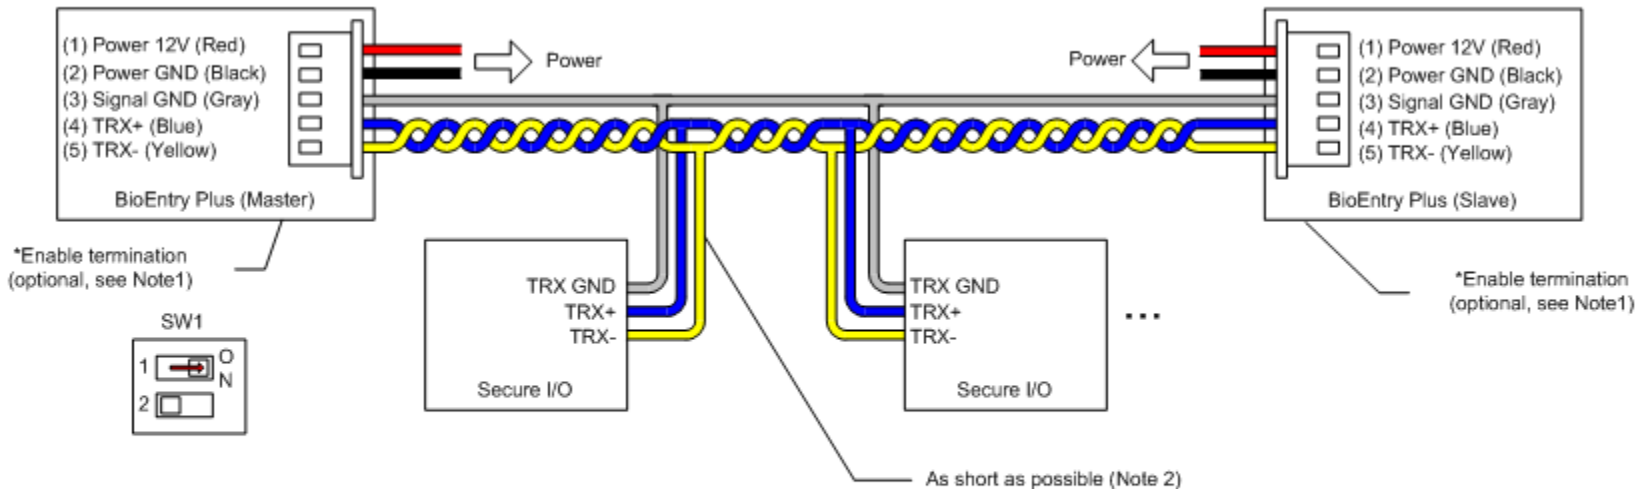 (1) Power 12V (Red)
(2) Power GND (Black)
(3) Signal GND (Gray)
(4) TRX+ (Blue)
(5) TRX- (Yellow)
BioEntry Plus (Master)
Power
Power
(1) Power 12V (Red)
(2) Power GND (Black)
(3) Signal GND (Gray)
(4) TRX+ (Blue)
(5) TRX- (Yellow)
BioEntry Plus (Slave)
*Enable termination
(optional, see Note1)
SW1
1
O
N
2
TRX GND
TRX+
TRX-
Secure I/O
TRX GND
TRX+
TRX-
Secure I/O
...
*Enable termination
(optional, see Note1)
As short as possible (Note 2)